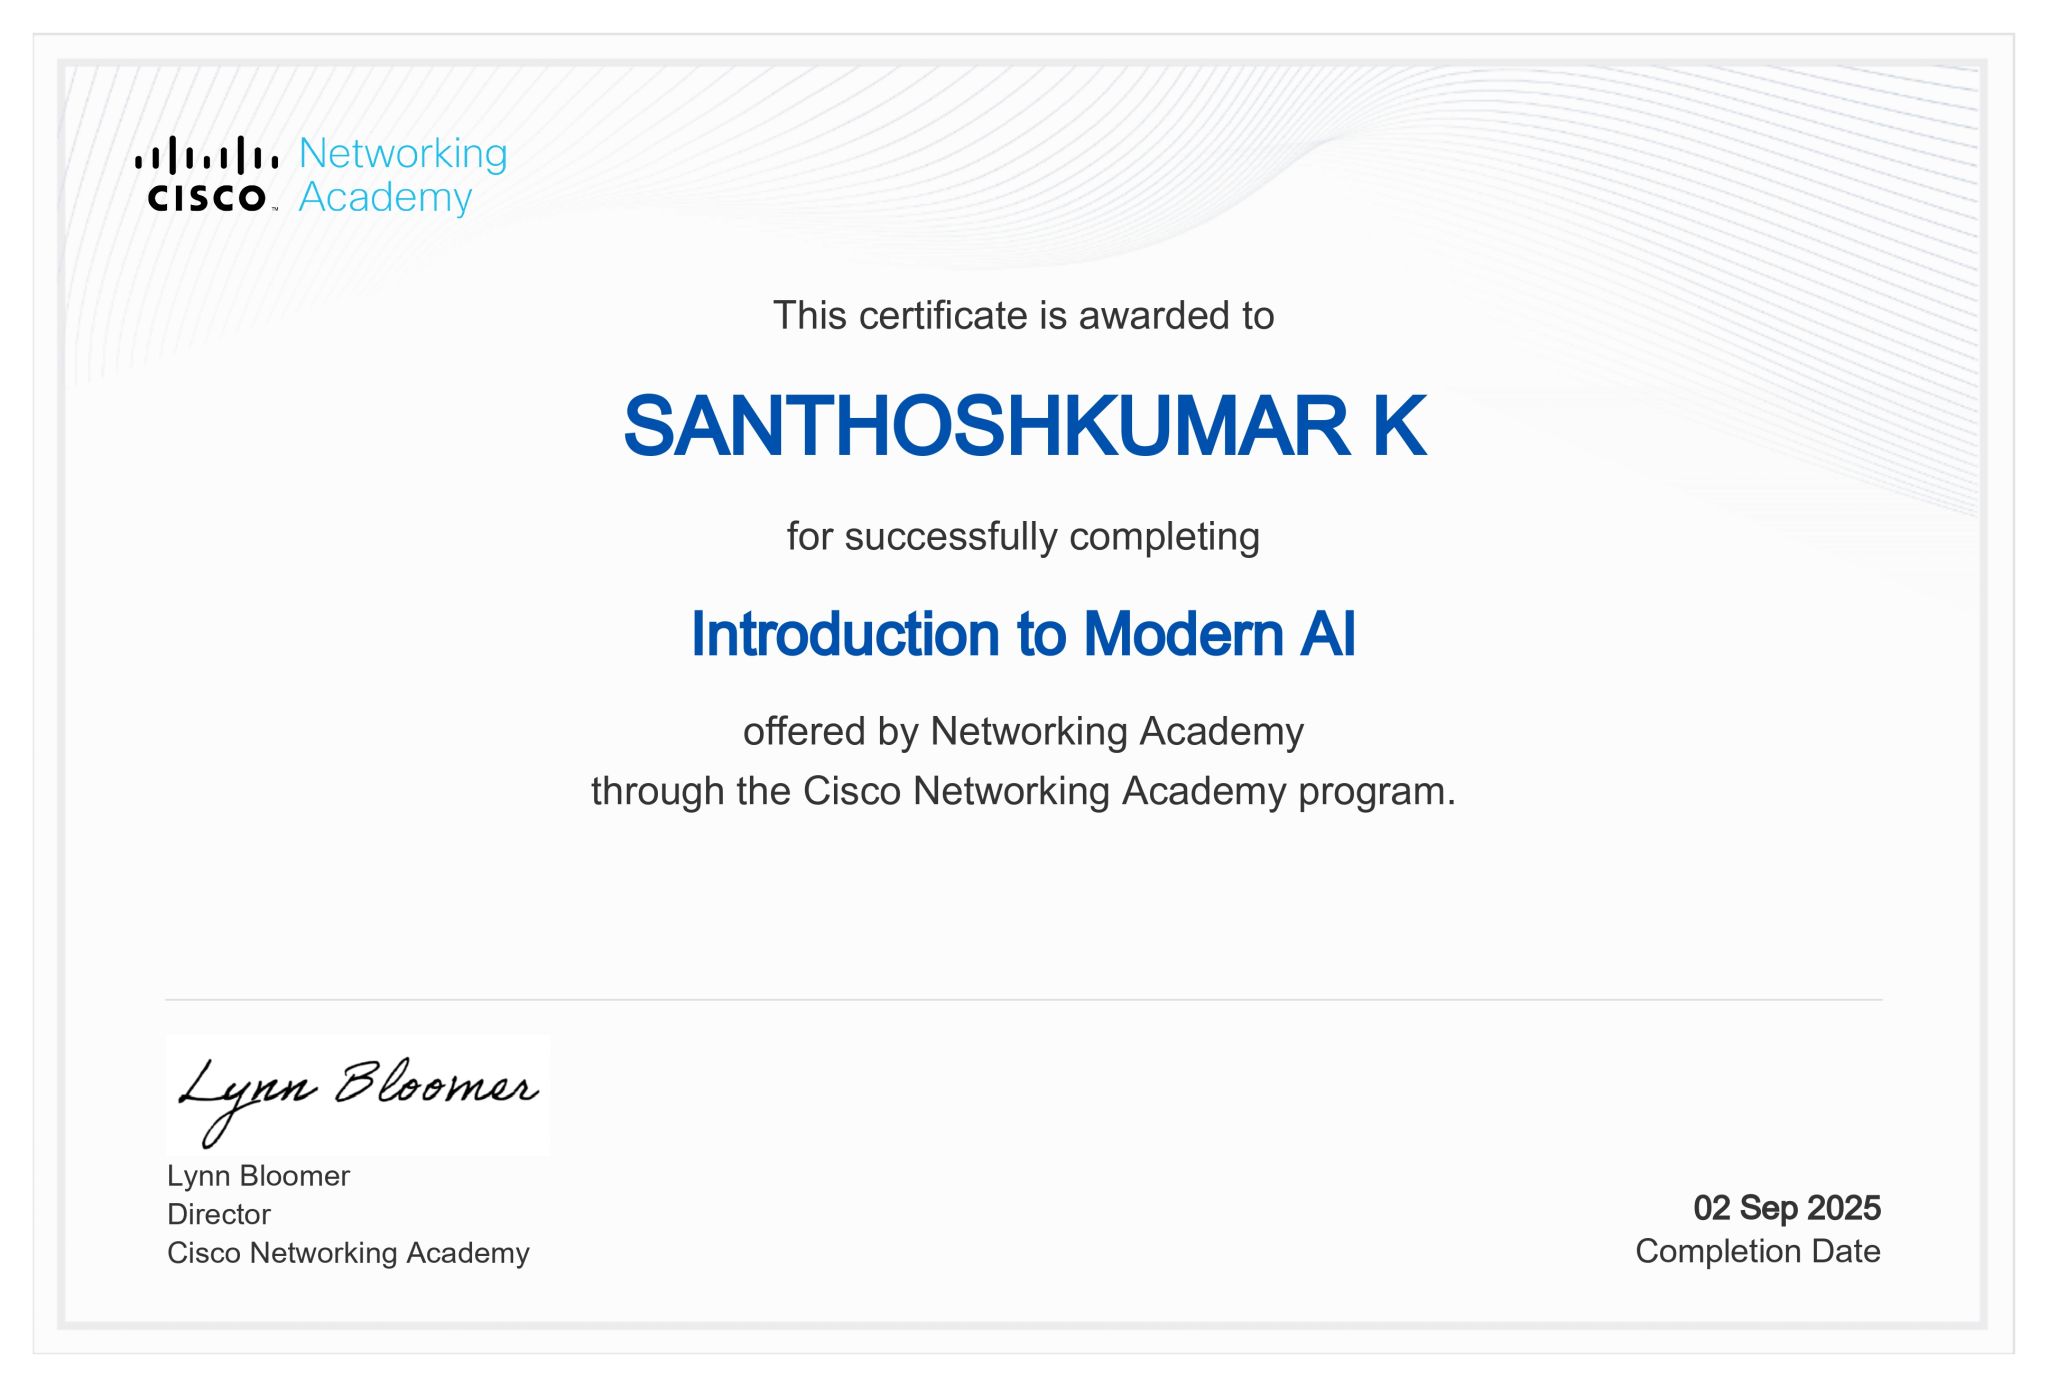 Networking
Academy
CISCO™
This certificate is awarded to
SANTHOSHKUMAR K
for successfully completing
Introduction to Modern AI
offered by Networking Academy
through the Cisco Networking Academy program.
Lynn Bloomer
Lynn Bloomer
Director
Cisco Networking Academy
02 Sep 2025
Completion Date